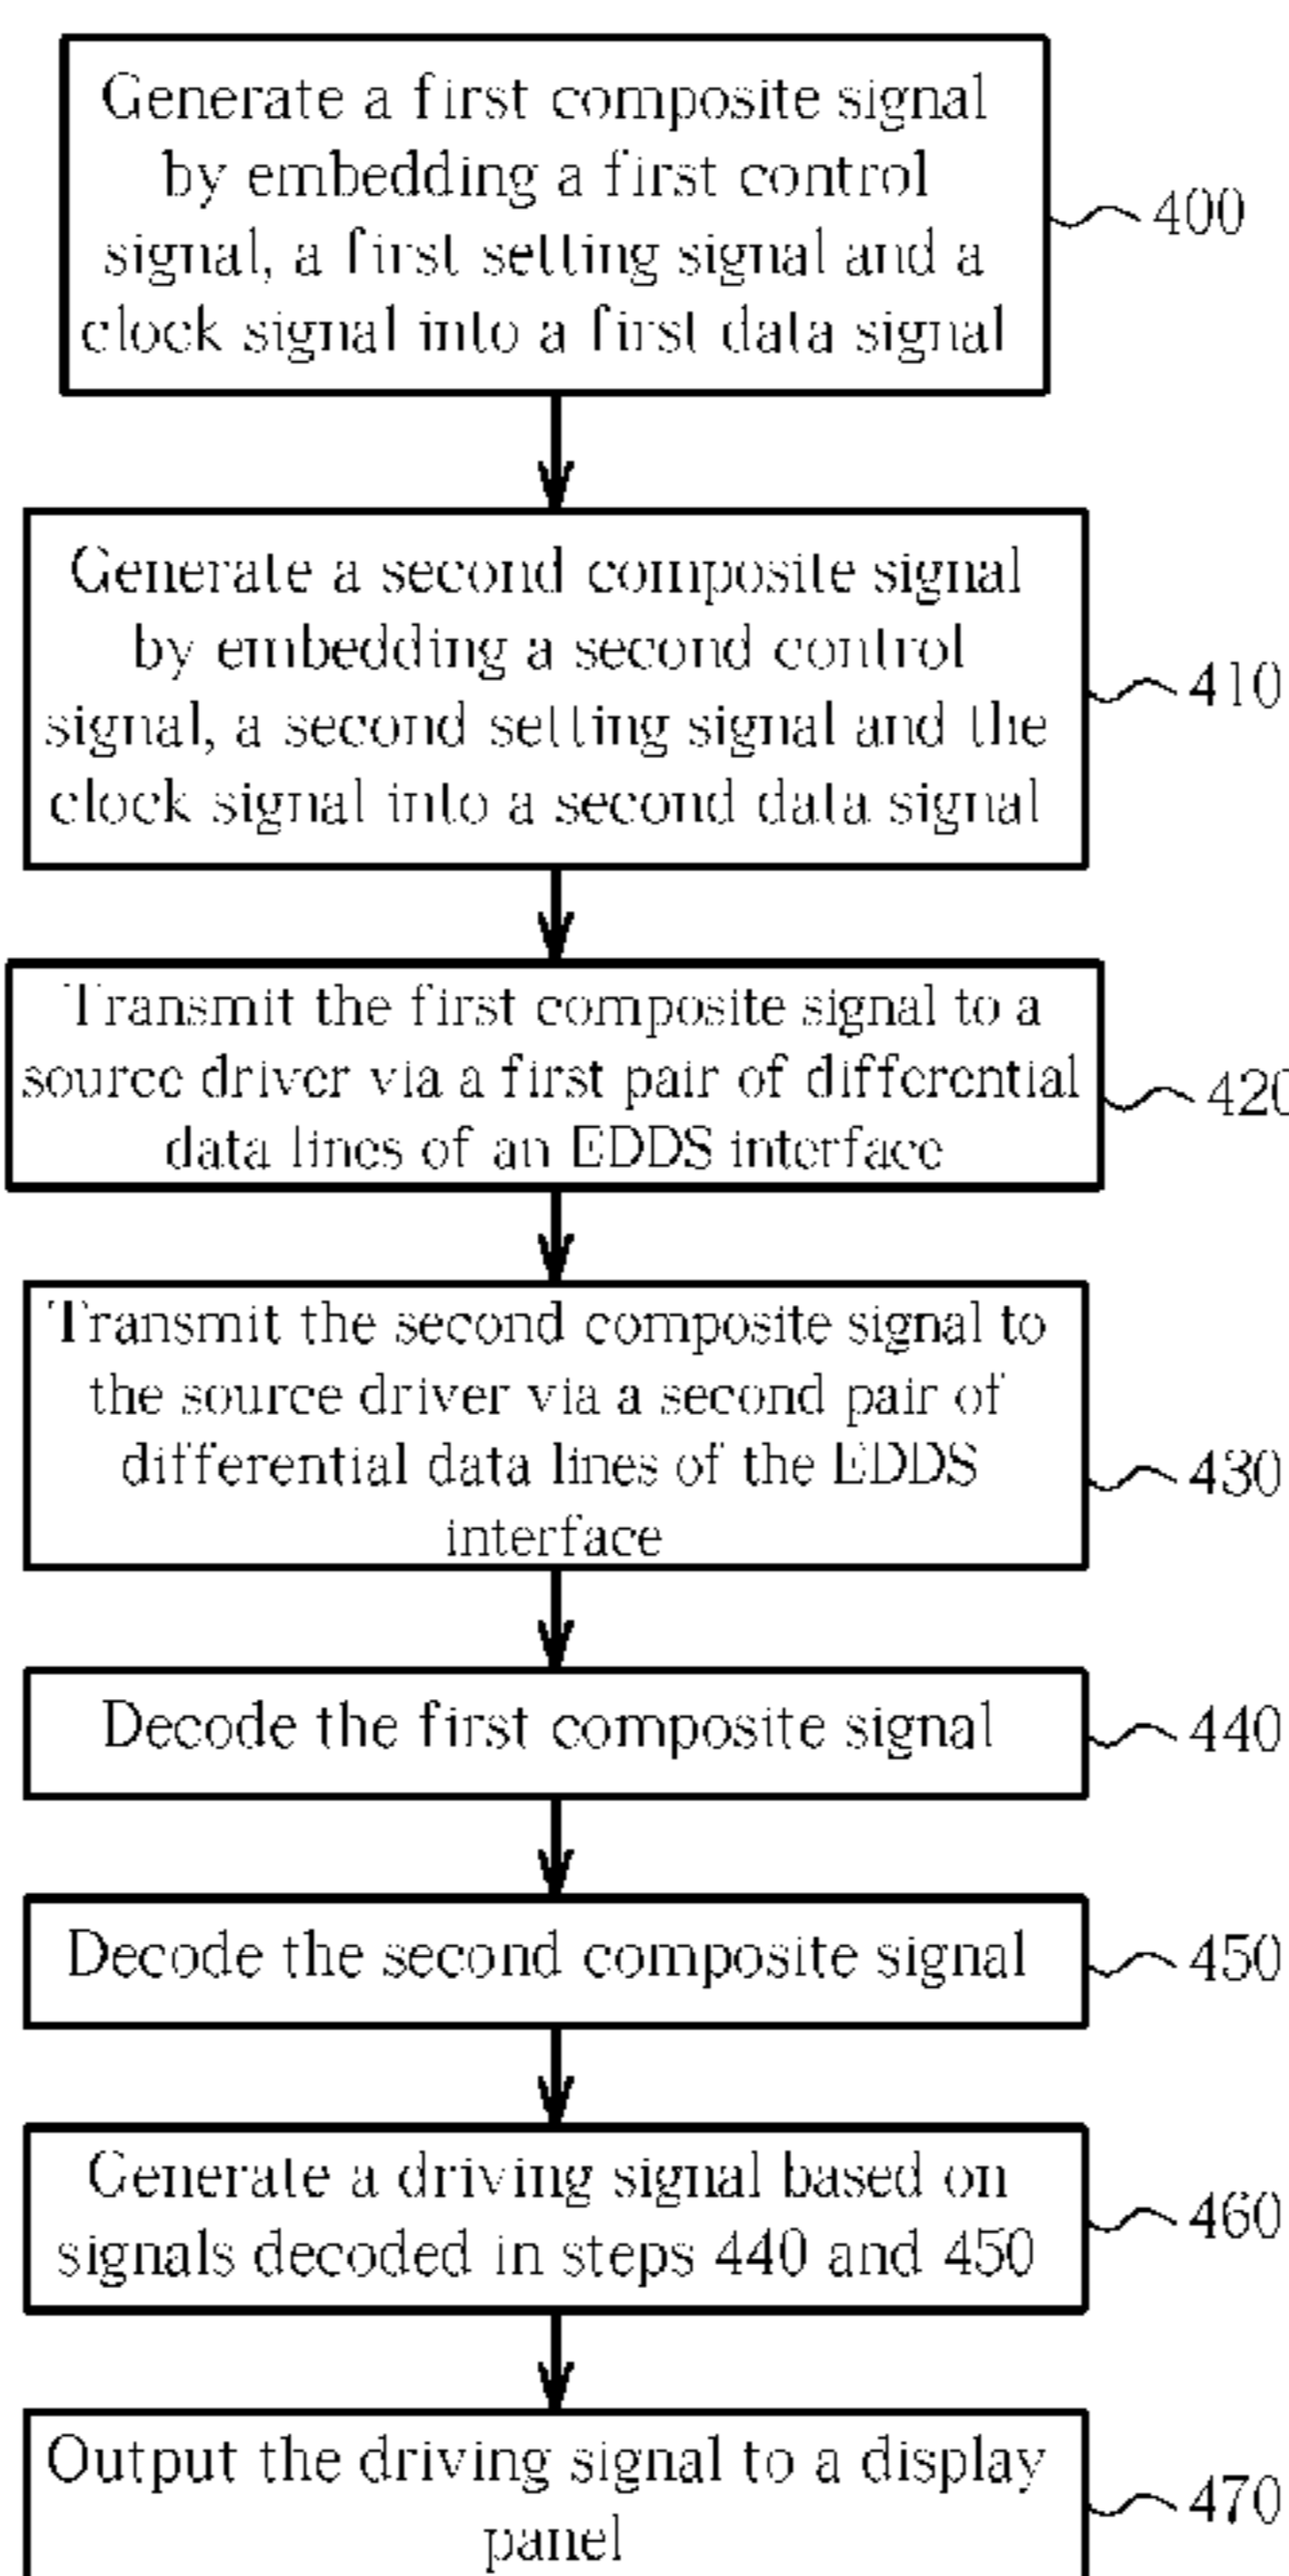 Generate a first composite signal
by embedding a first control
signal, a first setting signal and a
clock signal into a first data signal
400
Generate a second composite signal
by embedding a second control
signal, a second setting signal and the
clock signal into a second data signal
410
Transmit the first composite signal to a
source driver via a first pair of differential
data lines of an EDDS interface
420
Transmit the second composite signal to
the source driver via a second pair of
differential data lines of the EDDS
interface
430
Decode the first composite signal
440
Decode the second composite signal
450
Generate a driving signal based on
signals decoded in steps 440 and 450
460
Output the driving signal to a display
panel
470